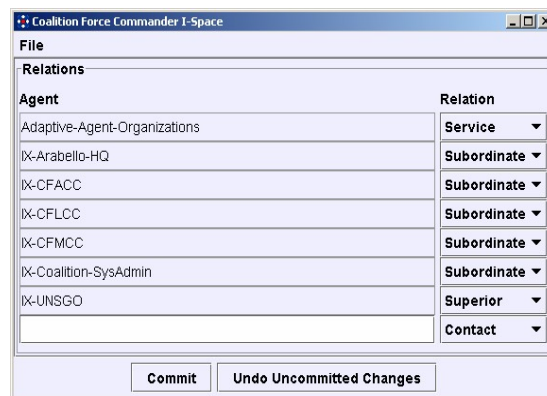 Coalition Force Commander I-Space
File
Relations
Agent Relation
Adaptive-Agent-Organizations Service
IX-Arabello-HQ Subordinate
IX-CFACC Subordinate
IX-CFLCC Subordinate
IX-CFMCC Subordinate
IX-Coalition-SysAdmin Subordinate
IX-UNSGO Superior
Contact
Commit Undo Uncommitted Changes